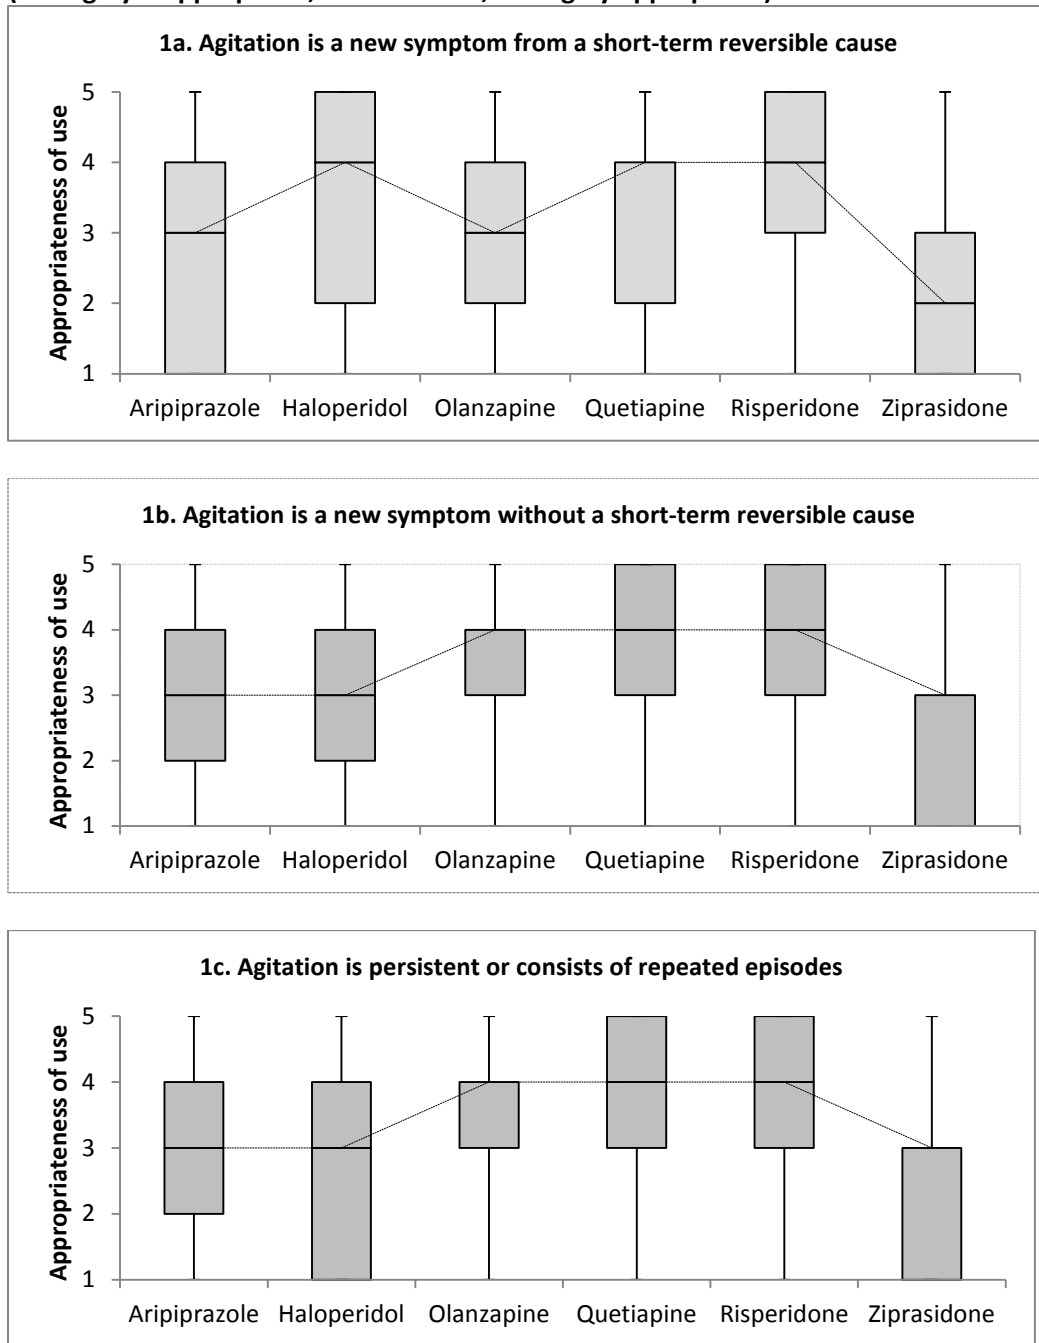 1a. Agitation is a new symptom from a short-term reversible cause
Appropriateness of use
5
4
3
2
1
Aripiprazole Haloperidol Olanzapine Quetiapine Risperidone Ziprasidone
1b. Agitation is a new symptom without a short-term reversible cause
Appropriateness of use
5
4
3
2
1
Aripiprazole Haloperidol Olanzapine Quetiapine Risperidone Ziprasidone
1c. Agitation is persistent or consists of repeated episodes
Appropriateness of use
5
4
3
2
1
Aripiprazole Haloperidol Olanzapine Quetiapine Risperidone Ziprasidone